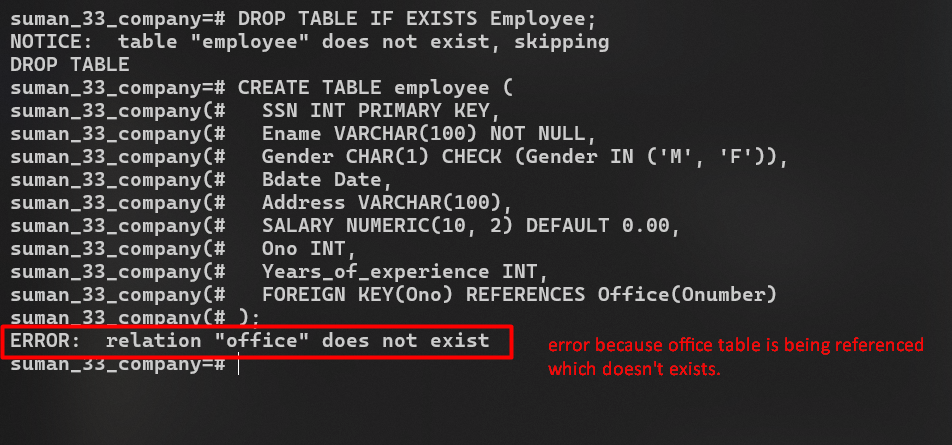 suman_33_company=# DROP TABLE IF EXISTS Employee;
NOTICE:  table "employee" does not exist, skipping
DROP TABLE
suman_33_company=# CREATE TABLE employee (
suman_33_company(#   SSN INT PRIMARY KEY,
suman_33_company(#   Ename VARCHAR(100) NOT NULL,
suman_33_company(#   Gender CHAR(1) CHECK (Gender IN ('M', 'F')),
suman_33_company(#   Bdate Date,
suman_33_company(#   Address VARCHAR(100),
suman_33_company(#   SALARY NUMERIC(10, 2) DEFAULT 0.00,
suman_33_company(#   Ono INT,
suman_33_company(#   Years_of_experience INT,
suman_33_company(#   FOREIGN KEY(Ono) REFERENCES Office(Onumber)
suman_33_company(# );
ERROR:  relation "office" does not exist
suman_33_company=#
error because office table is being referenced
which doesn't exists.